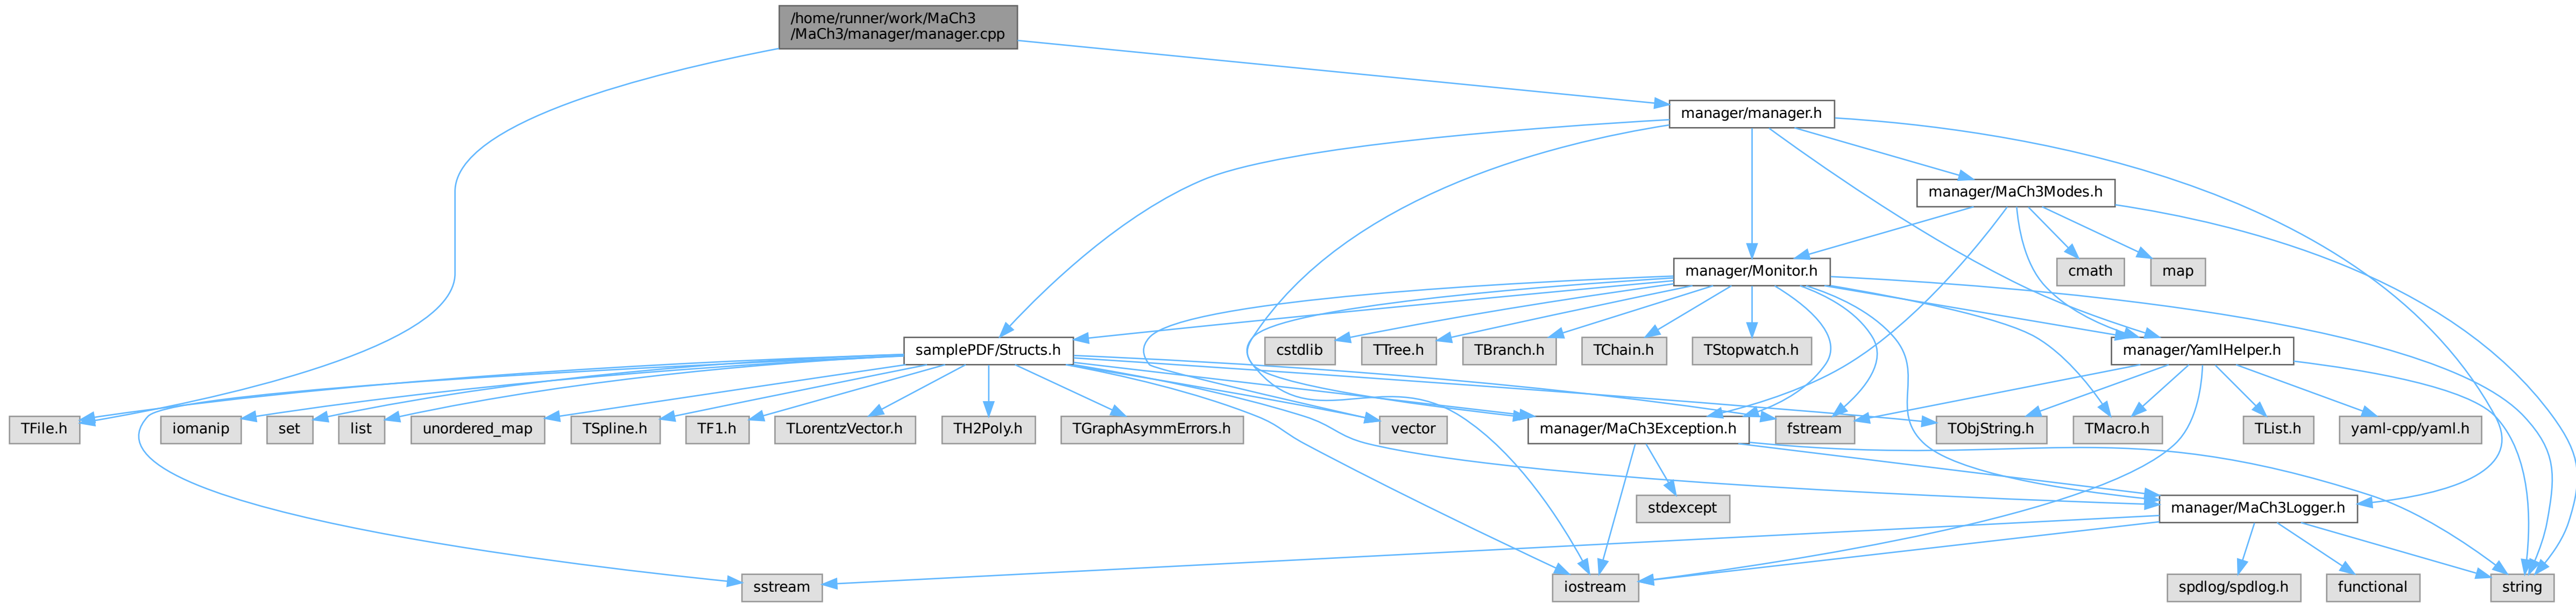 /home/runner/work/MaCh3
/MaCh3/manager/manager.cpp
manager/manager.h
manager/MaCh3Modes.h
manager/Monitor.h
cmath
map
samplePDF/Structs.h
cstdlib
TTree.h
TBranch.h
TChain.h
TStopwatch.h
manager/YamlHelper.h
TFile.h
iomanip
set
list
unordered_map
TSpline.h
TF1.h
TLorentzVector.h
TH2Poly.h
TGraphAsymmErrors.h
vector
manager/MaCh3Exception.h
fstream
TObjString.h
TMacro.h
TList.h
yaml-cpp/yaml.h
stdexcept
manager/MaCh3Logger.h
sstream
iostream
spdlog/spdlog.h
functional
string